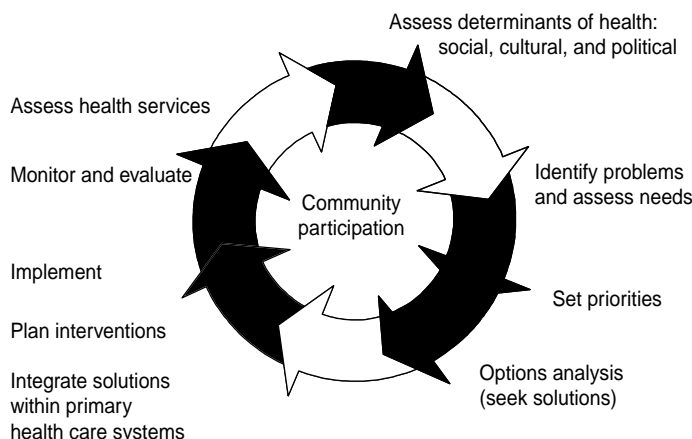 Assess determinants of health:
social, cultural, and political
Assess health services
Monitor and evaluate
Identify problems
and assess needs
Community
participation
Implement
Set priorities
Plan interventions
Options analysis
(seek solutions)
Integrate solutions
within primary
health care systems